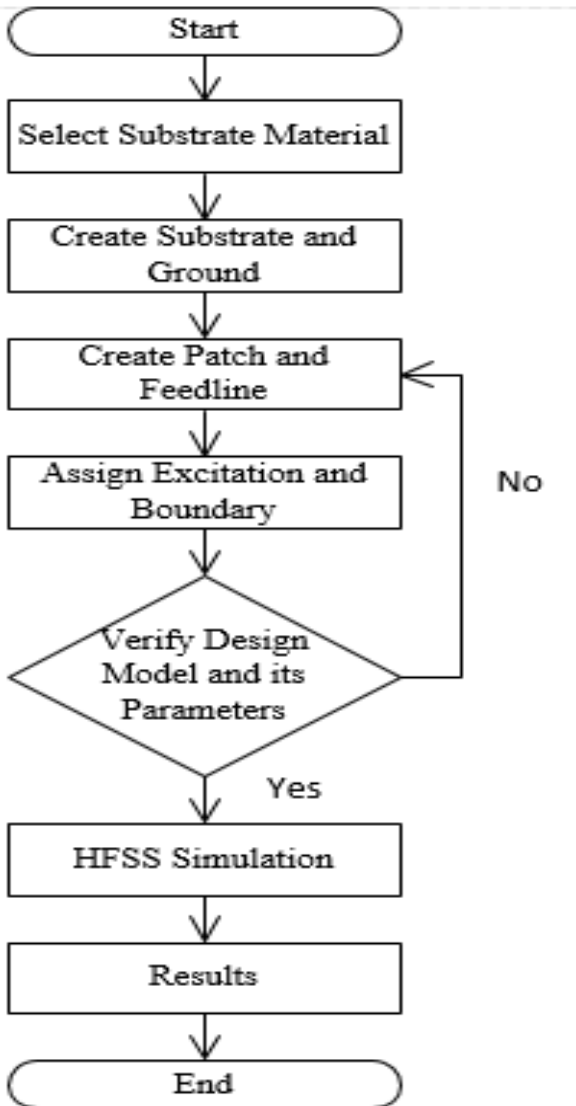 Start
Select Substrate Material
Create Substrate and
Ground
Create Patch and
Feedline
Assign Excitation and
Boundary
No
Verify Design
Model and its
Parameters
Yes
HFSS Simulation
Results
End